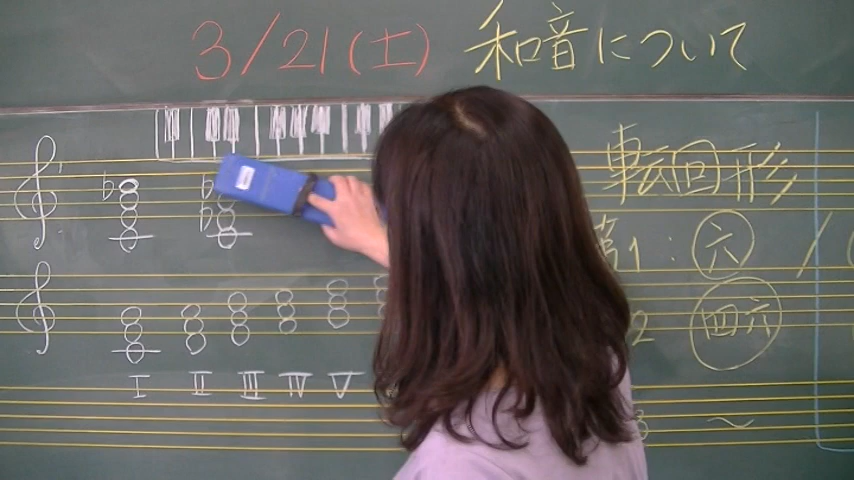 3/21(土) 和音について
転回形
第1:六 /
2 四六
I II III IV V
3 〜